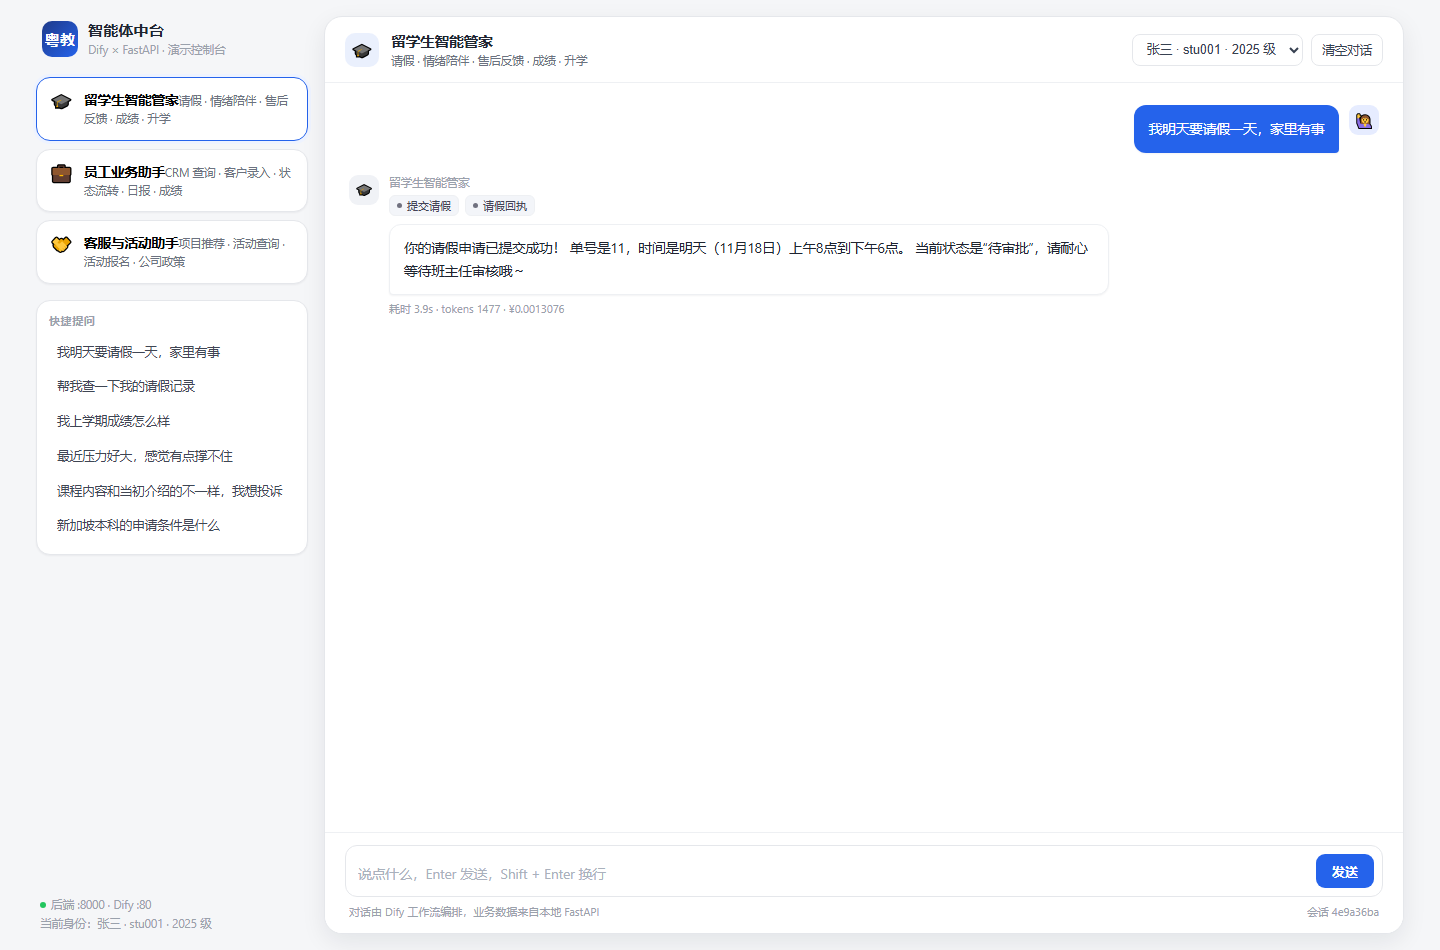 粤教
智能体中台
Dify × FastAPI · 演示控制台
留学生智能管家请假 · 情绪陪伴 · 售后
反馈 · 成绩 · 升学
员工业务助手CRM 查询 · 客户录入 · 状
态流转 · 日报 · 成绩
客服与活动助手项目推荐 · 活动查询 ·
活动报名 · 公司政策
快捷提问
我明天要请假一天，家里有事
帮我查一下我的请假记录
我上学期成绩怎么样
最近压力好大，感觉有点撑不住
课程内容和当初介绍的不一样，我想投诉
新加坡本科的申请条件是什么
后端 :8000 · Dify :80
当前身份：张三 · stu001 · 2025 级
留学生智能管家
请假 · 情绪陪伴 · 售后反馈 · 成绩 · 升学
张三 · stu001 · 2025 级
清空对话
我明天要请假一天，家里有事
留学生智能管家
提交请假
请假回执
你的请假申请已提交成功！ 单号是11，时间是明天（11月18日）上午8点到下午6点。 当前状态是“待审批”，请耐心
等待班主任审核哦～
耗时 3.9s · tokens 1477 · ¥0.0013076
说点什么，Enter 发送，Shift + Enter 换行
发送
对话由 Dify 工作流编排，业务数据来自本地 FastAPI
会话 4e9a36ba